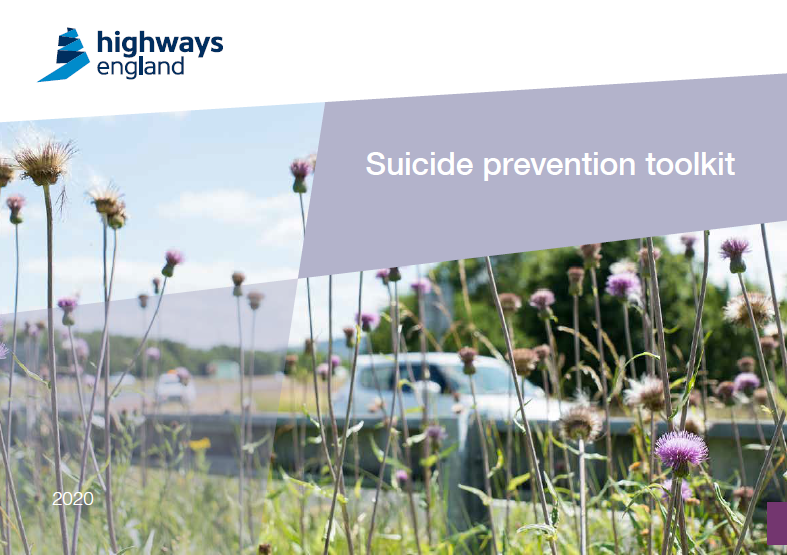 highways
england
Suicide prevention toolkit
2020